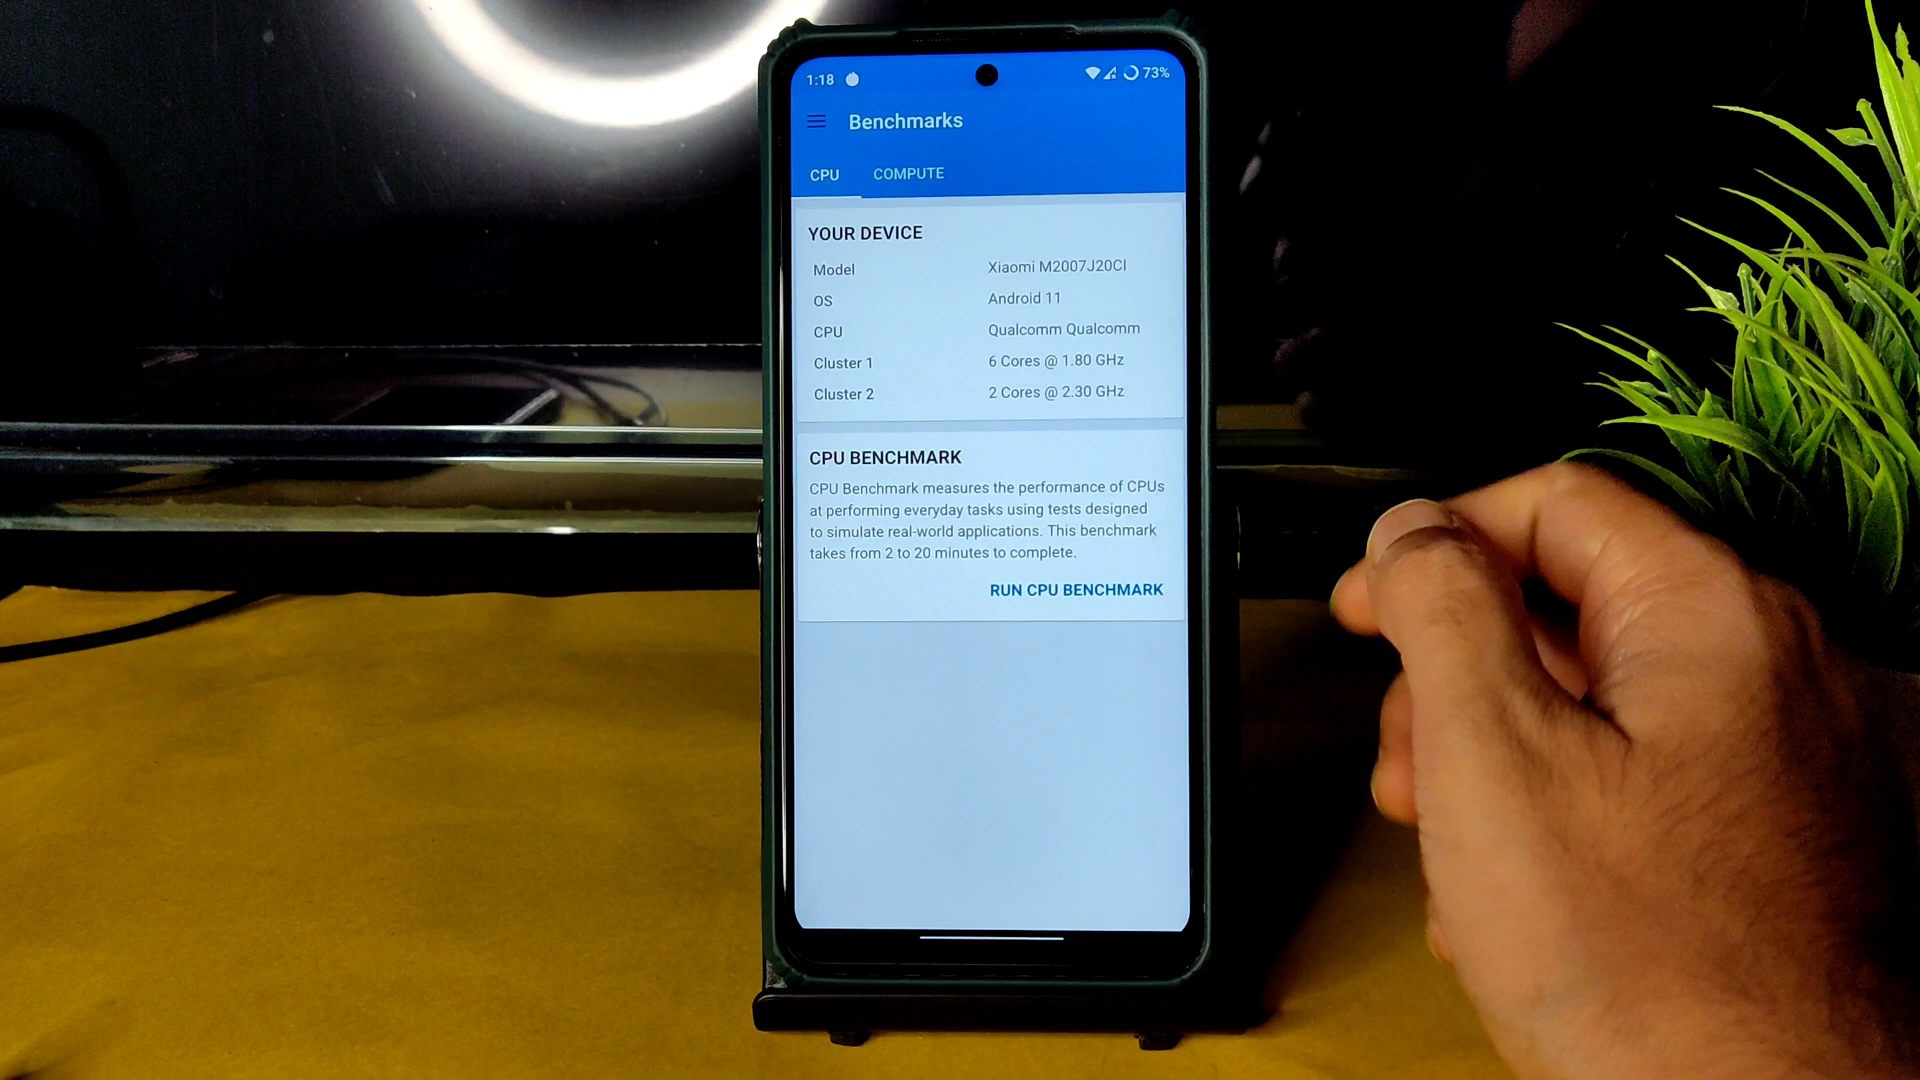 1:18 73%
Benchmarks
CPU COMPUTE
YOUR DEVICE
Model Xiaomi M2007J20CI
OS Android 11
CPU Qualcomm Qualcomm
Cluster 1 6 Cores @ 1.80 GHz
Cluster 2 2 Cores @ 2.30 GHz
CPU BENCHMARK
CPU Benchmark measures the performance of CPUs
at performing everyday tasks using tests designed
to simulate real-world applications. This benchmark
takes from 2 to 20 minutes to complete.
RUN CPU BENCHMARK